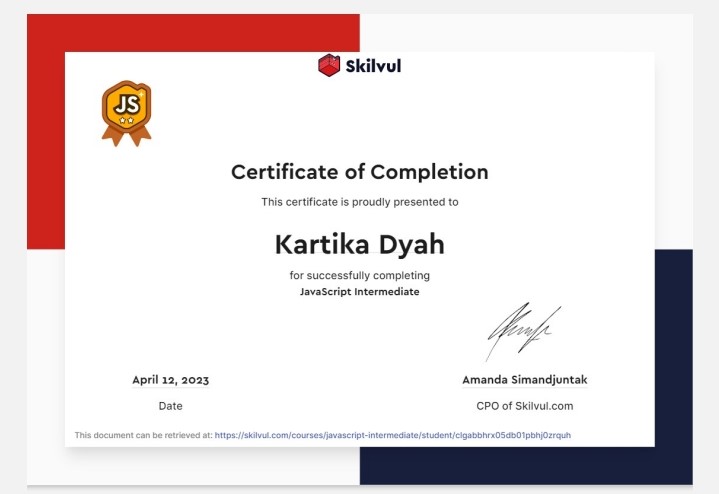 Skilvul
JS
Certificate of Completion
This certificate is proudly presented to
Kartika Dyah
for successfully completing
JavaScript Intermediate
April 12, 2023
Date
Amanda Simandjuntak
CPO of Skilvul.com
This document can be retrieved at: https://skilvul.com/courses/javascript-intermediate/student/clgabbhrx05db01pbhj0zrquh